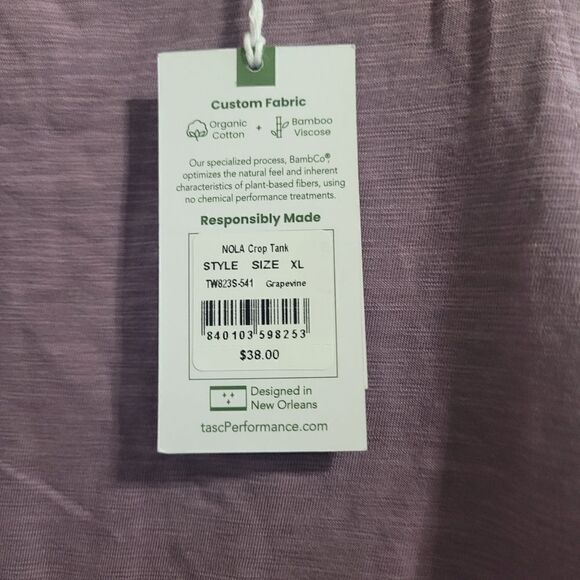 Custom Fabric
Organic Cotton + Bamboo Viscose
Our specialized process, BambCo®,
optimizes the natural feel and inherent
characteristics of plant-based fibers, using
no chemical performance treatments.
Responsibly Made
NOLA Crop Tank
STYLE SIZE XL
TW823S-541 Grapevine
840103 598253
$38.00
Designed in
New Orleans
tascPerformance.com